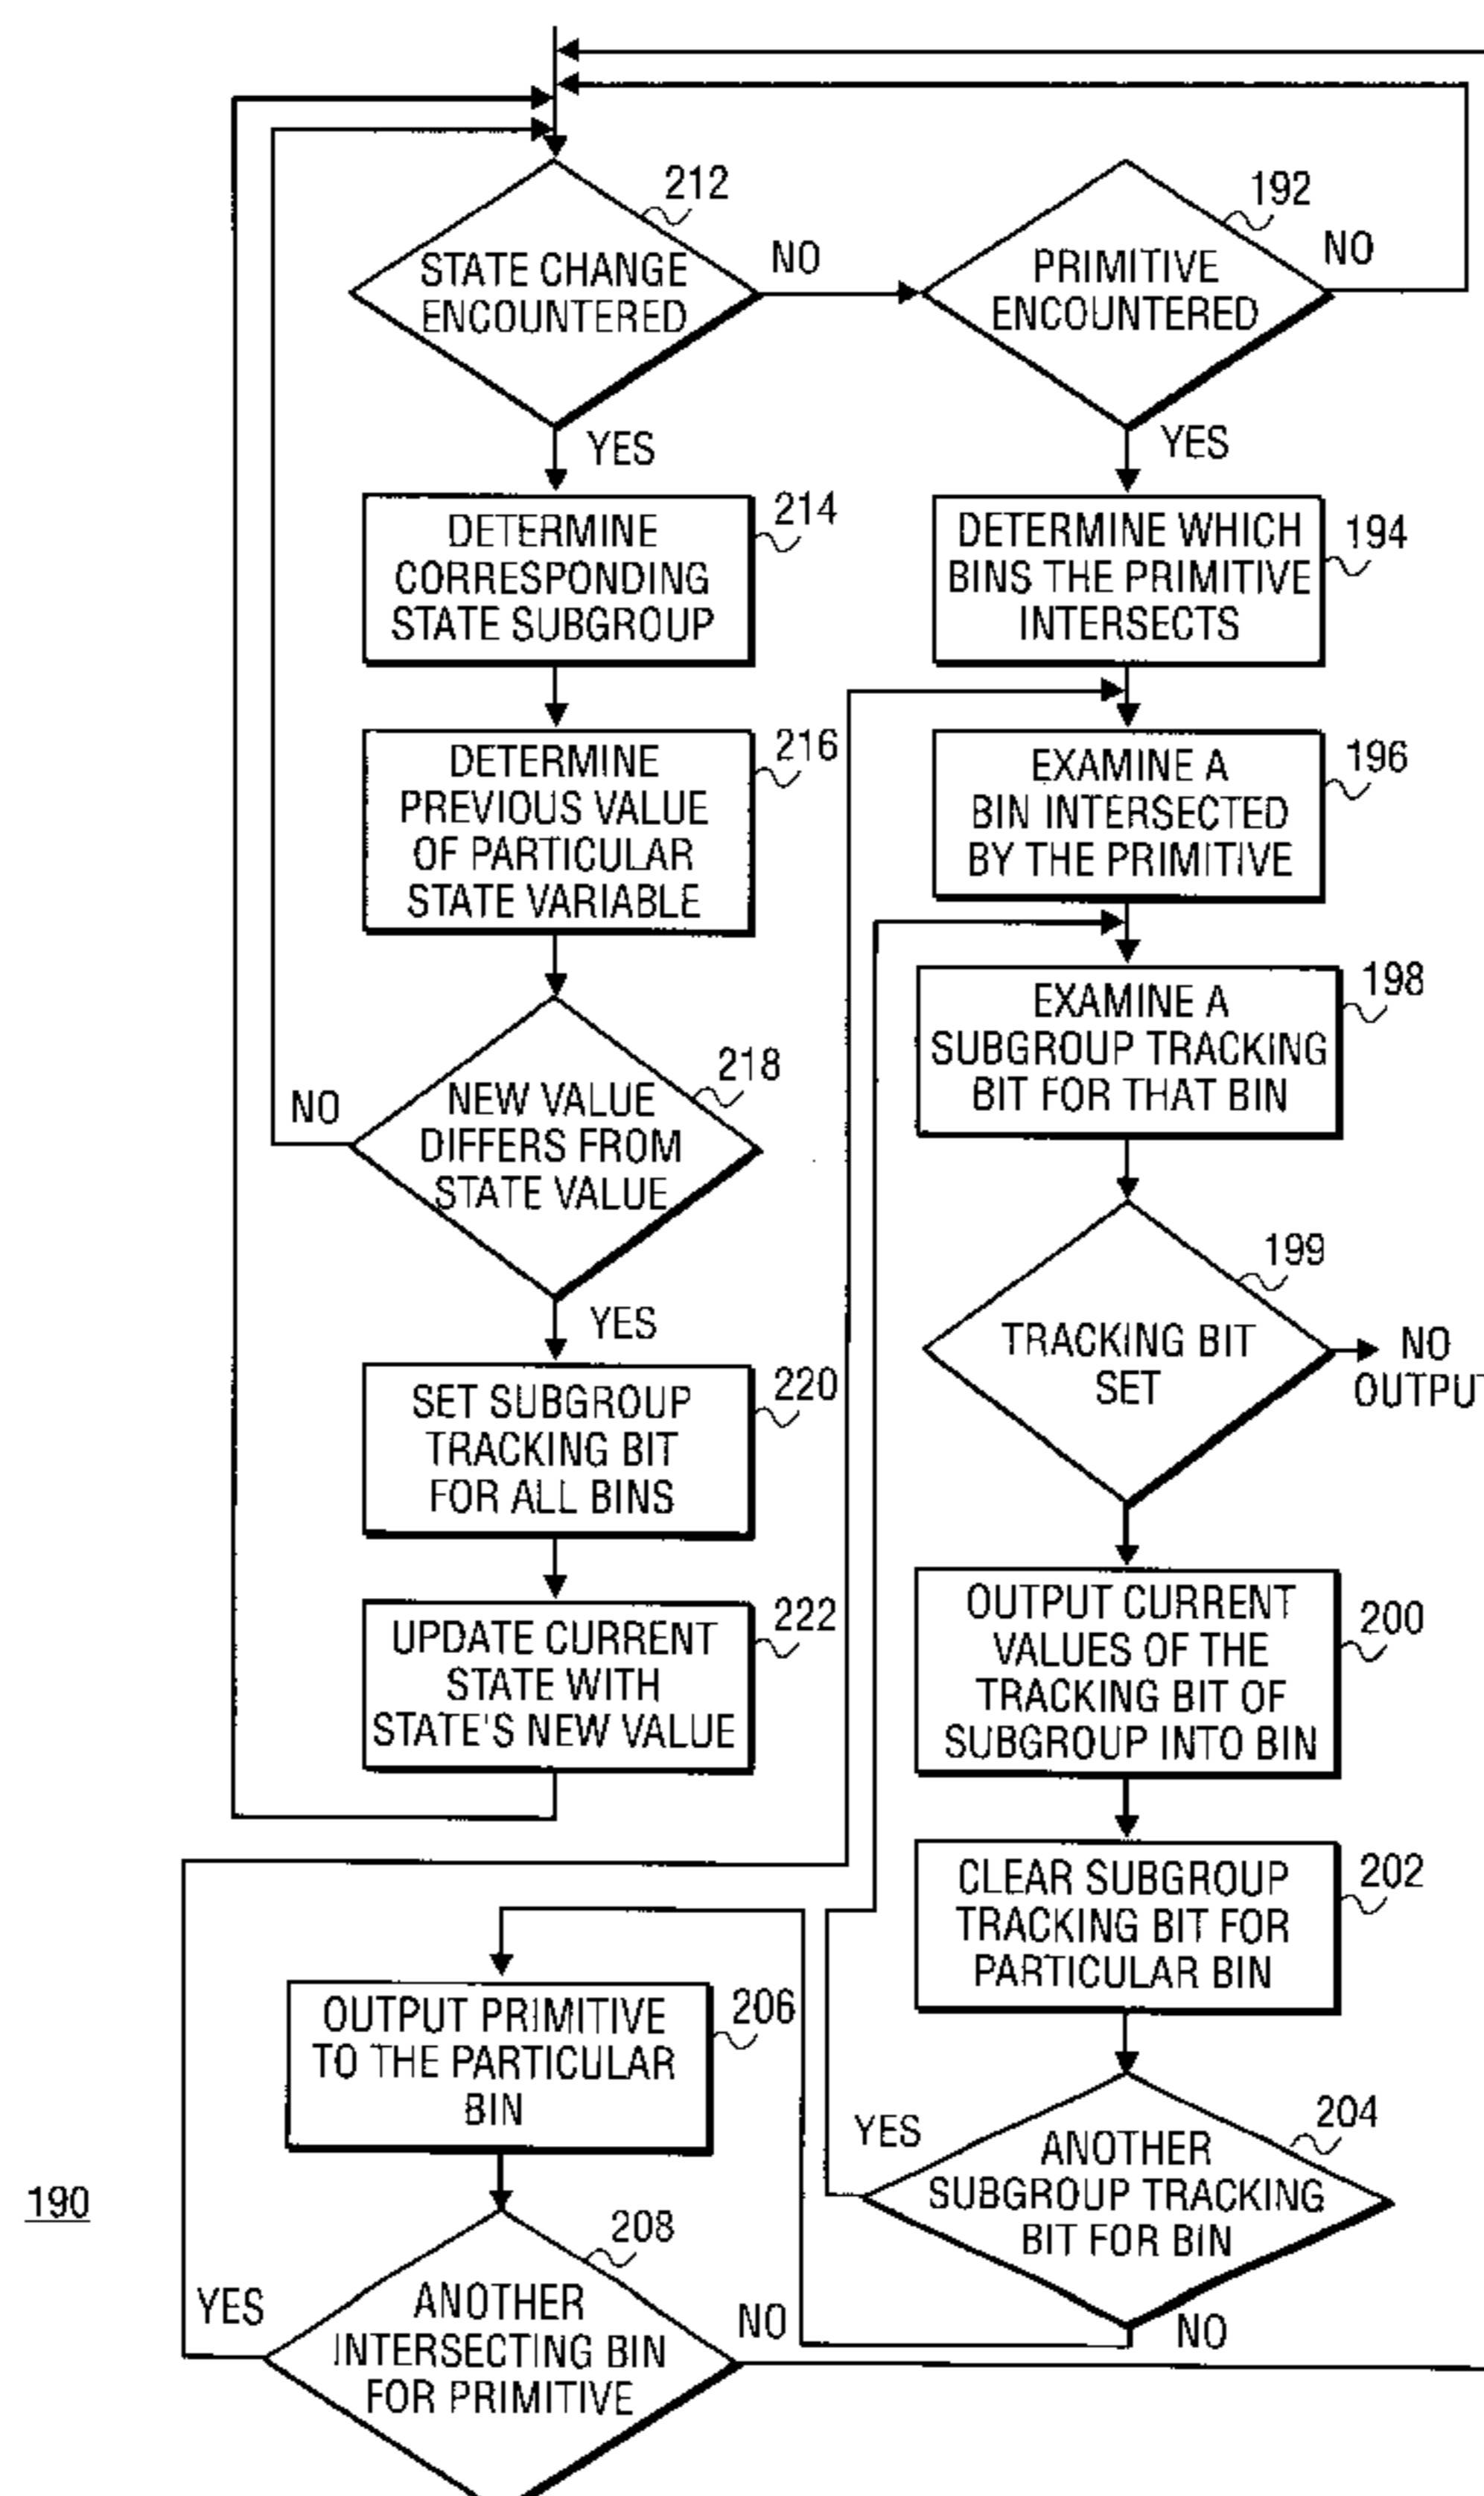 212
STATE CHANGE
ENCOUNTERED
NO
192
PRIMITIVE
ENCOUNTERED
NO
YES
YES
214
DETERMINE
CORRESPONDING
STATE SUBGROUP
194
DETERMINE WHICH
BINS THE PRIMITIVE
INTERSECTS
216
DETERMINE
PREVIOUS VALUE
OF PARTICULAR
STATE VARIABLE
196
EXAMINE A
BIN INTERSECTED
BY THE PRIMITIVE
198
EXAMINE A
SUBGROUP TRACKING
BIT FOR THAT BIN
218
NO
NEW VALUE
DIFFERS FROM
STATE VALUE
YES
199
TRACKING BIT
SET
NO
OUTPUT
220
SET SUBGROUP
TRACKING BIT
FOR ALL BINS
222
UPDATE CURRENT
STATE WITH
STATE'S NEW VALUE
200
OUTPUT CURRENT
VALUES OF THE
TRACKING BIT OF
SUBGROUP INTO BIN
202
CLEAR SUBGROUP
TRACKING BIT FOR
PARTICULAR BIN
206
OUTPUT PRIMITIVE
TO THE PARTICULAR
BIN
204
YES
ANOTHER
SUBGROUP TRACKING
BIT FOR BIN
NO
190
208
YES
ANOTHER
INTERSECTING BIN
FOR PRIMITIVE
NO